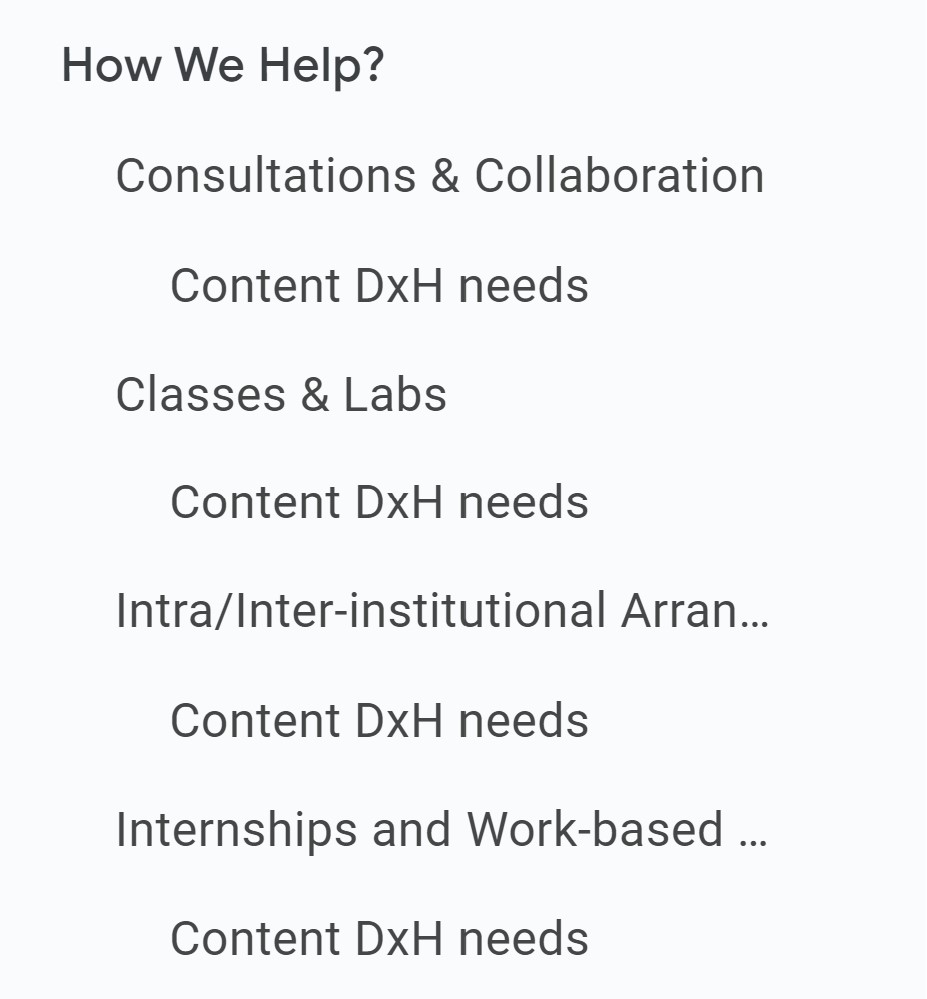 How We Help?
Consultations & Collaboration
Content DxH needs
Classes & Labs
Content DxH needs
Intra/Inter-institutional Arran...
Content DxH needs
Internships and Work-based ...
Content DxH needs